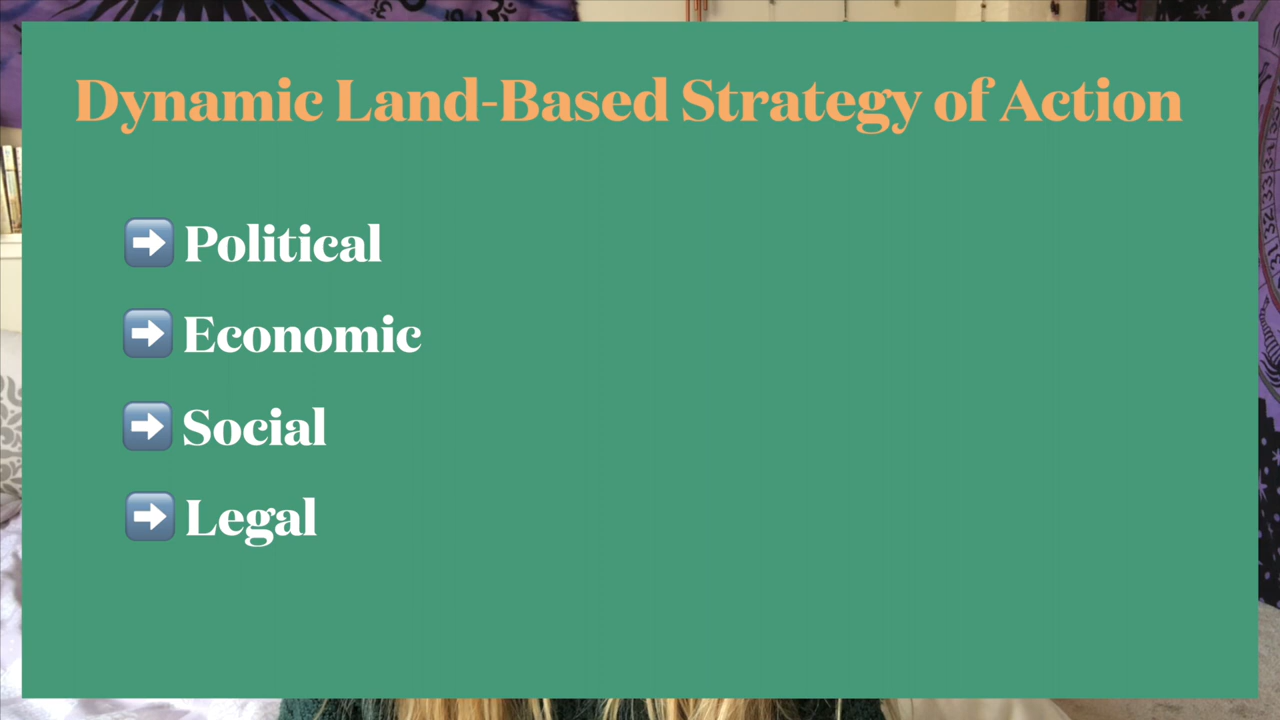 Dynamic Land-Based Strategy of Action
➡️ Political
➡️ Economic
➡️ Social
➡️ Legal